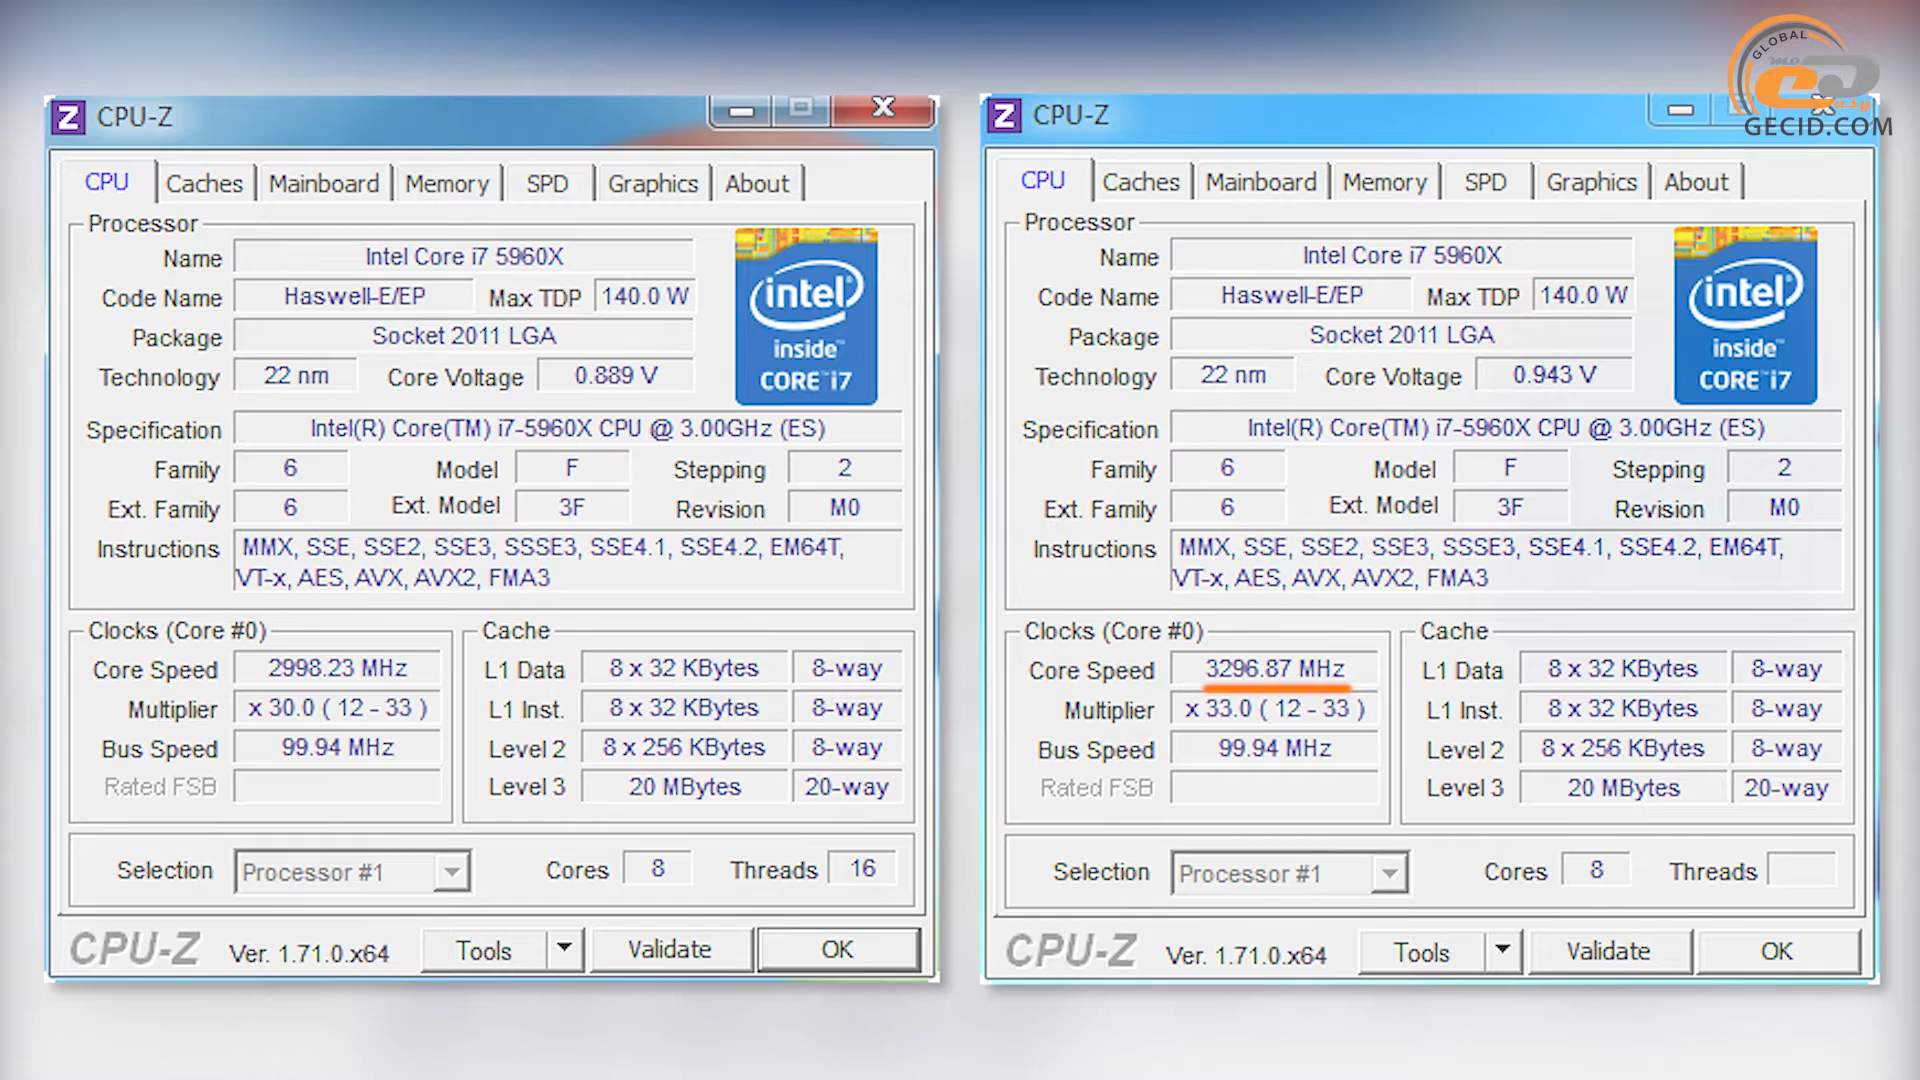 GLOBAL
GECID.COM
Z CPU-Z
CPU Caches Mainboard Memory SPD Graphics About
Processor
Name Intel Core i7 5960X
Code Name Haswell-E/EP Max TDP 140.0 W
Package Socket 2011 LGA
Technology 22 nm Core Voltage 0.889 V
intel
inside™
CORE™ i7
Specification Intel(R) Core(TM) i7-5960X CPU @ 3.00GHz (ES)
Family 6 Model F Stepping 2
Ext. Family 6 Ext. Model 3F Revision M0
Instructions MMX, SSE, SSE2, SSE3, SSSE3, SSE4.1, SSE4.2, EM64T,
VT-x, AES, AVX, AVX2, FMA3
Clocks (Core #0)
Core Speed 2998.23 MHz
Multiplier x 30.0 ( 12 - 33 )
Bus Speed 99.94 MHz
Rated FSB
Cache
L1 Data 8 x 32 KBytes 8-way
L1 Inst. 8 x 32 KBytes 8-way
Level 2 8 x 256 KBytes 8-way
Level 3 20 MBytes 20-way
Selection Processor #1 Cores 8 Threads 16
CPU-Z Ver. 1.71.0.x64 Tools Validate OK
Z CPU-Z
CPU Caches Mainboard Memory SPD Graphics About
Processor
Name Intel Core i7 5960X
Code Name Haswell-E/EP Max TDP 140.0 W
Package Socket 2011 LGA
Technology 22 nm Core Voltage 0.943 V
intel
inside™
CORE™ i7
Specification Intel(R) Core(TM) i7-5960X CPU @ 3.00GHz (ES)
Family 6 Model F Stepping 2
Ext. Family 6 Ext. Model 3F Revision M0
Instructions MMX, SSE, SSE2, SSE3, SSSE3, SSE4.1, SSE4.2, EM64T,
VT-x, AES, AVX, AVX2, FMA3
Clocks (Core #0)
Core Speed 3296.87 MHz
Multiplier x 33.0 ( 12 - 33 )
Bus Speed 99.94 MHz
Rated FSB
Cache
L1 Data 8 x 32 KBytes 8-way
L1 Inst. 8 x 32 KBytes 8-way
Level 2 8 x 256 KBytes 8-way
Level 3 20 MBytes 20-way
Selection Processor #1 Cores 8 Threads
CPU-Z Ver. 1.71.0.x64 Tools Validate OK